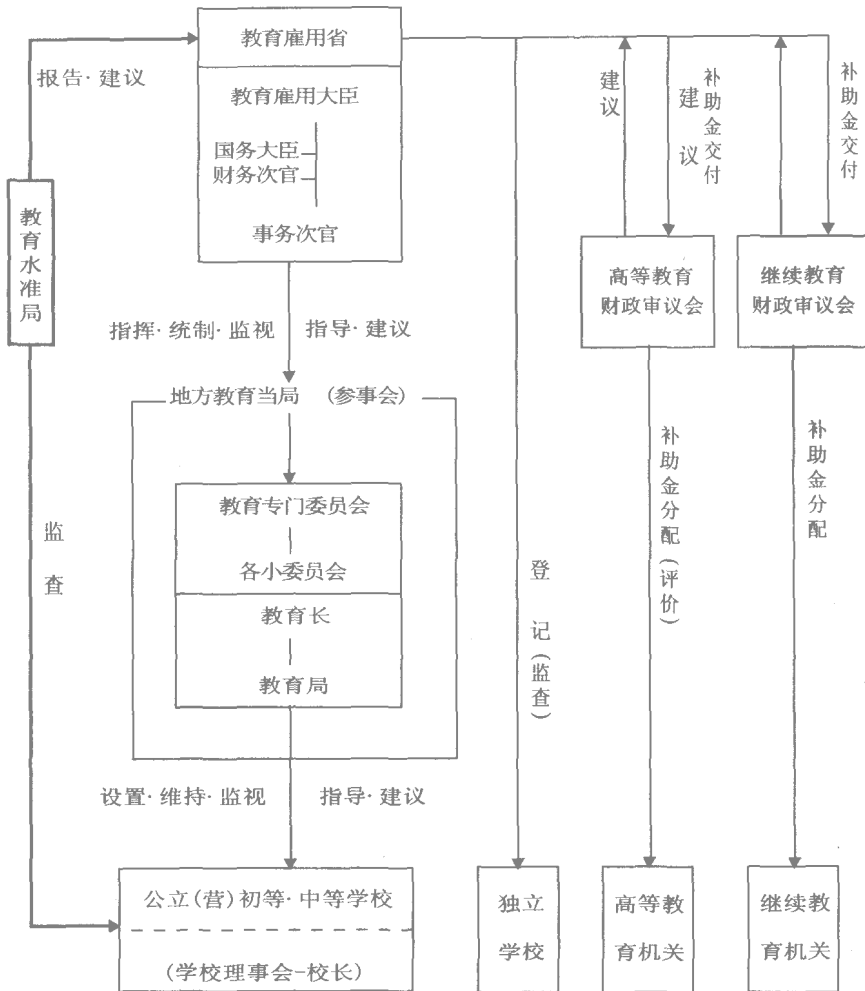 教育雇用省
报告·建议
教育雇用大臣
国务大臣
财务次官
事务次官
教育水准局
建议
建议
补助金交付
补助金交付
高等教育
财政审议会
继续教育
财政审议会
指挥·统制·监视 指导·建议
地方教育当局 (参事会)
教育专门委员会
各小委员会
教育长
教育局
监查
登记(监查)
补助金分配(评价)
补助金分配
设置·维持·监视 指导·建议
公立(营)初等·中等学校
(学校理事会-校长)
独立
学校
高等教
育机关
继续教
育机关